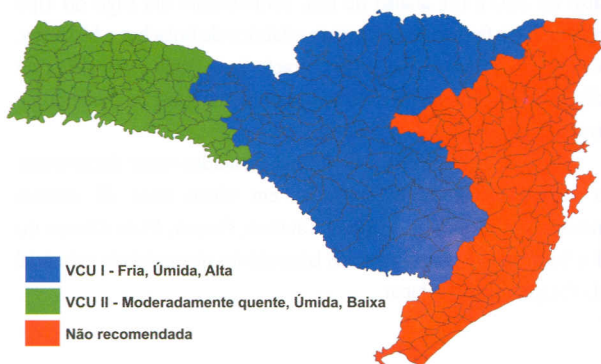 VCU I - Fria, Úmida, Alta
VCU II - Moderadamente quente, Úmida, Baixa
Não recomendada